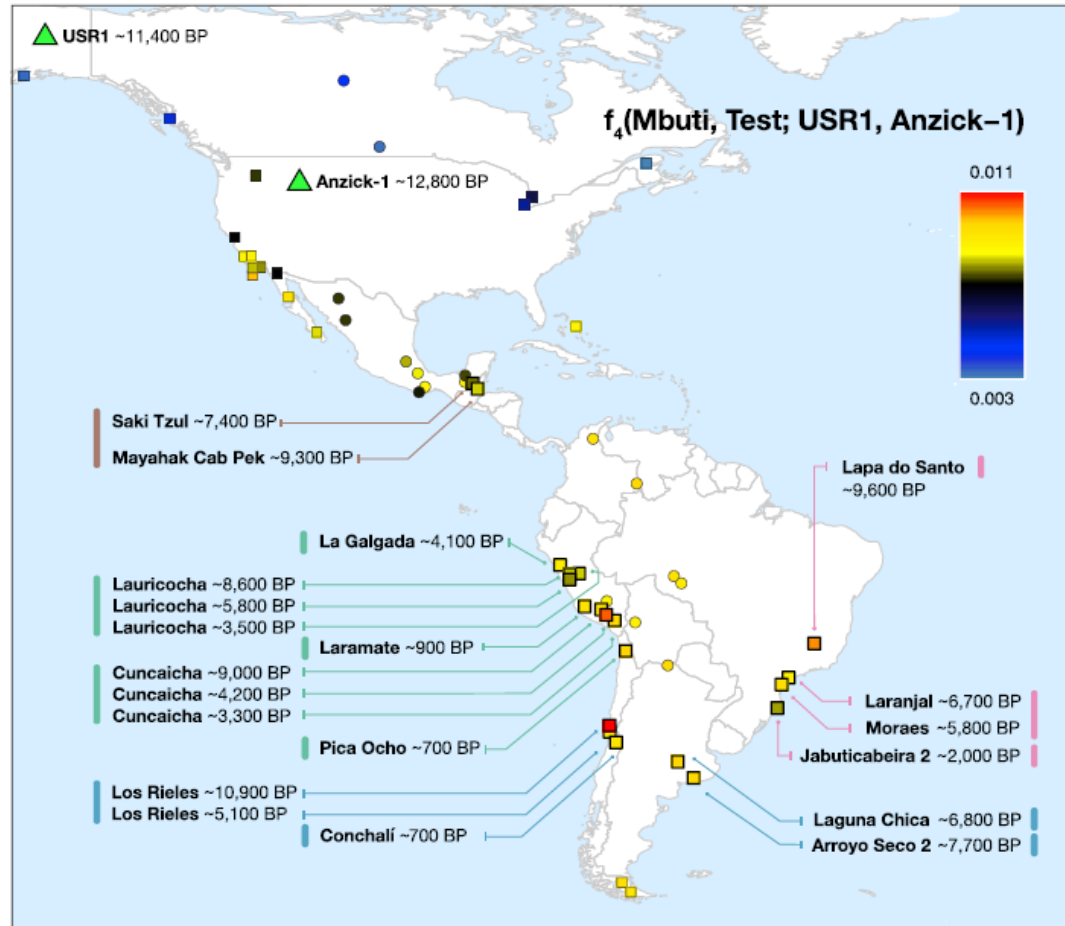 USR1 ~11,400 BP
f4(Mbuti, Test; USR1, Anzick−1)
0.011
Anzick-1 ~12,800 BP
0.003
Saki Tzul ~7,400 BP
Mayahak Cab Pek ~9,300 BP
Lapa do Santo
~9,600 BP
La Galgada ~4,100 BP
Lauricocha ~8,600 BP
Lauricocha ~5,800 BP
Lauricocha ~3,500 BP
Laramate ~900 BP
Cuncaicha ~9,000 BP
Cuncaicha ~4,200 BP
Cuncaicha ~3,300 BP
Laranjal ~6,700 BP
Moraes ~5,800 BP
Jabuticabeira 2 ~2,000 BP
Pica Ocho ~700 BP
Los Rieles ~10,900 BP
Los Rieles ~5,100 BP
Conchalí ~700 BP
Laguna Chica ~6,800 BP
Arroyo Seco 2 ~7,700 BP